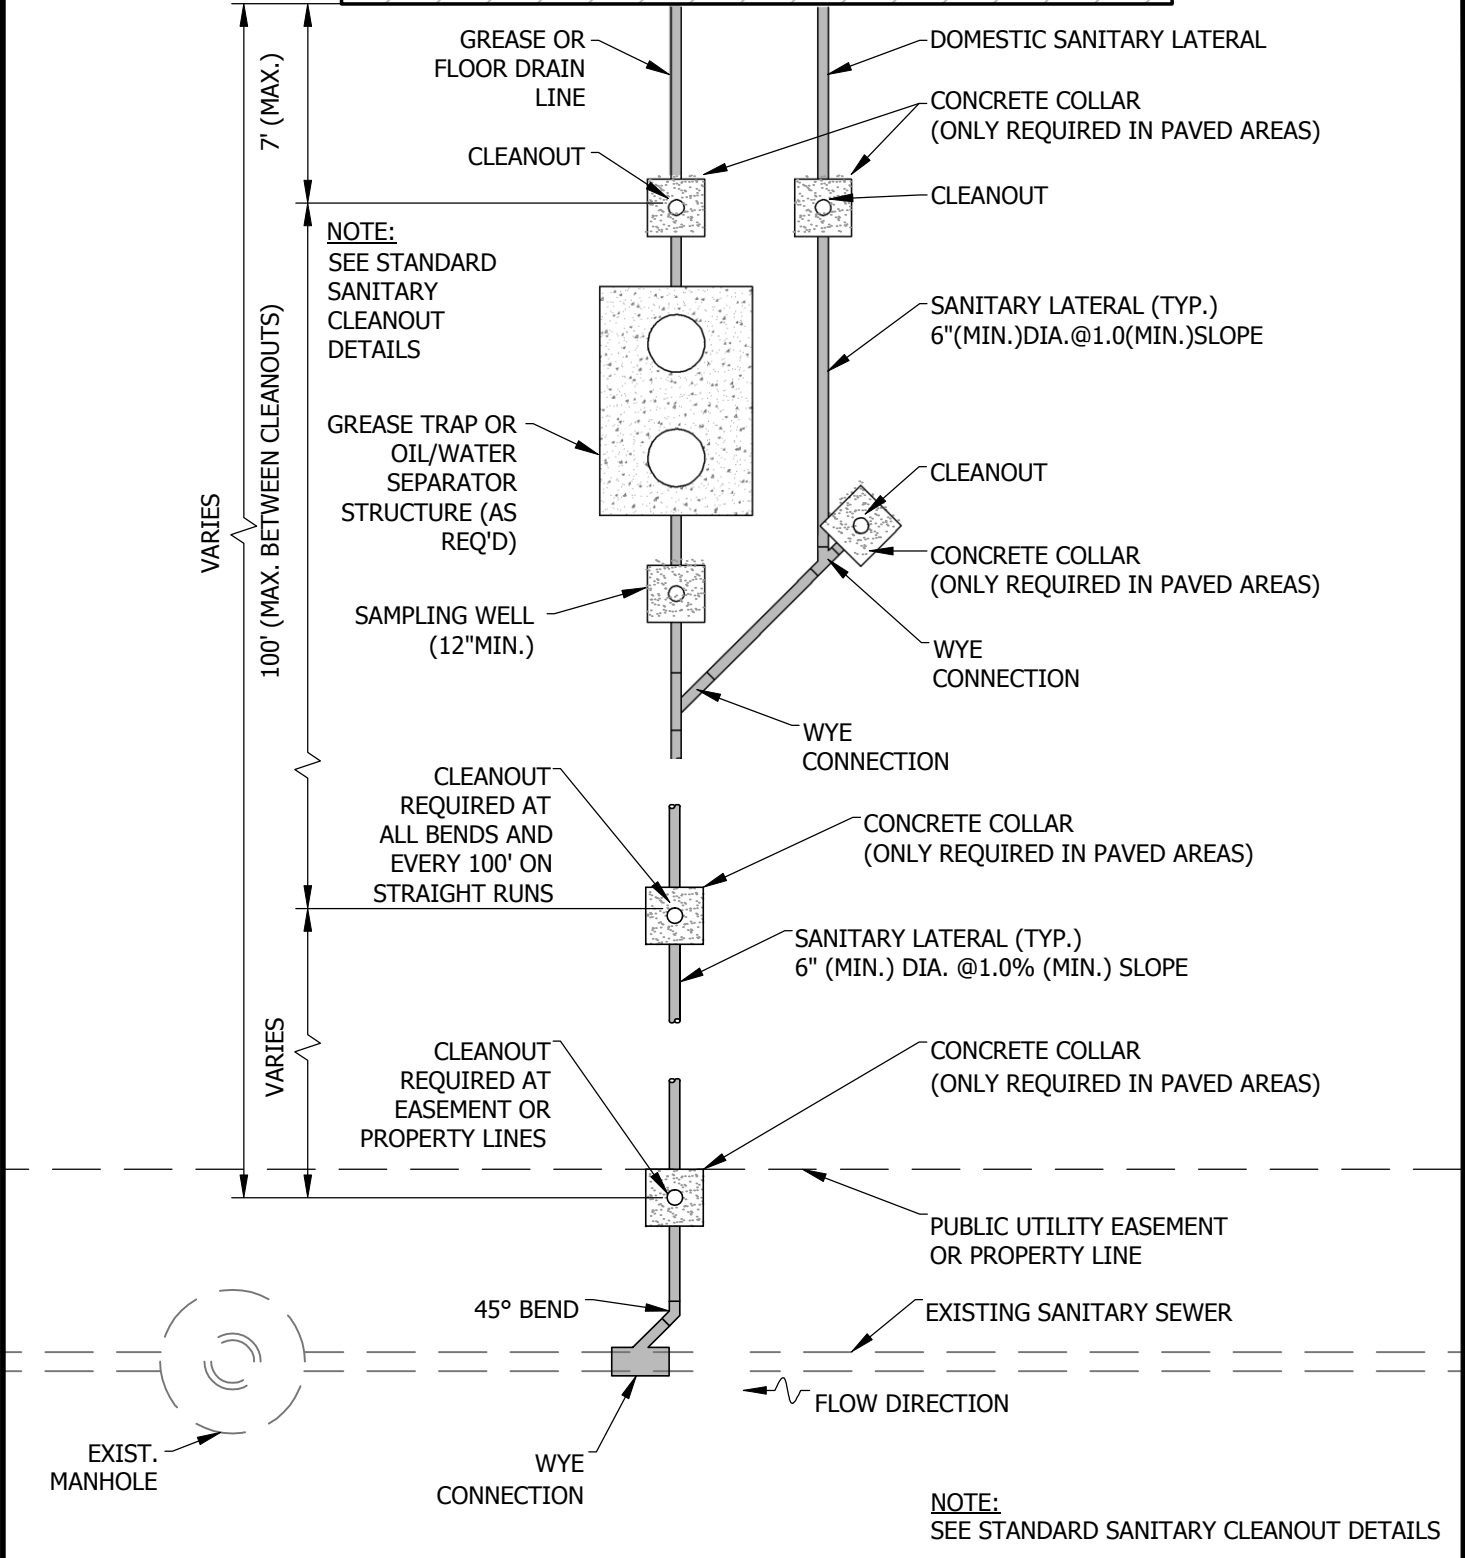 GREASE OR
FLOOR DRAIN
LINE
DOMESTIC SANITARY LATERAL
7' (MAX.)
CONCRETE COLLAR
(ONLY REQUIRED IN PAVED AREAS)
CLEANOUT
CLEANOUT
NOTE:
SEE STANDARD
SANITARY
CLEANOUT
DETAILS
SANITARY LATERAL (TYP.)
6"(MIN.)DIA.@1.0(MIN.)SLOPE
100' (MAX. BETWEEN CLEANOUTS)
VARIES
GREASE TRAP OR
OIL/WATER
SEPARATOR
STRUCTURE (AS
REQ'D)
CLEANOUT
CONCRETE COLLAR
(ONLY REQUIRED IN PAVED AREAS)
SAMPLING WELL
(12"MIN.)
WYE
CONNECTION
WYE
CONNECTION
CLEANOUT
REQUIRED AT
ALL BENDS AND
EVERY 100' ON
STRAIGHT RUNS
CONCRETE COLLAR
(ONLY REQUIRED IN PAVED AREAS)
SANITARY LATERAL (TYP.)
6" (MIN.) DIA. @1.0% (MIN.) SLOPE
VARIES
CLEANOUT
REQUIRED AT
EASEMENT OR
PROPERTY LINES
CONCRETE COLLAR
(ONLY REQUIRED IN PAVED AREAS)
PUBLIC UTILITY EASEMENT
OR PROPERTY LINE
45° BEND
EXISTING SANITARY SEWER
FLOW DIRECTION
EXIST.
MANHOLE
WYE
CONNECTION
NOTE:
SEE STANDARD SANITARY CLEANOUT DETAILS